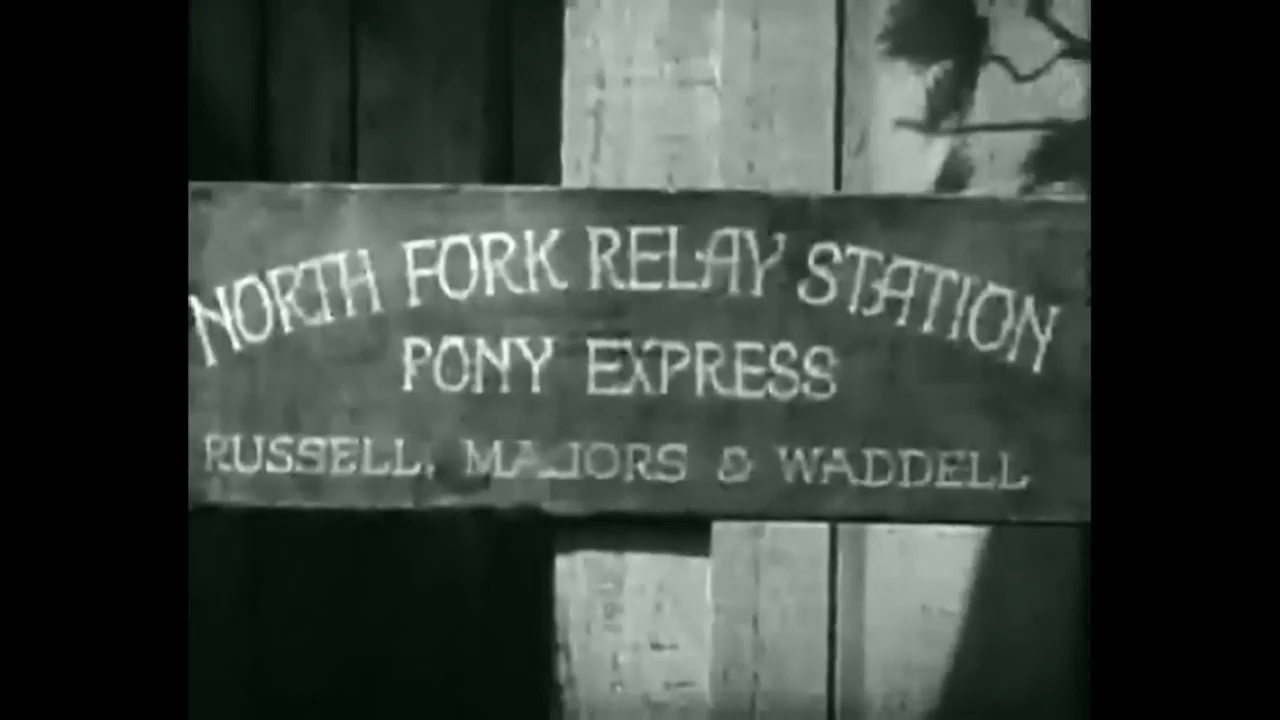 NORTH FORK RELAY STATION
PONY EXPRESS
RUSSELL, MAJORS & WADDELL